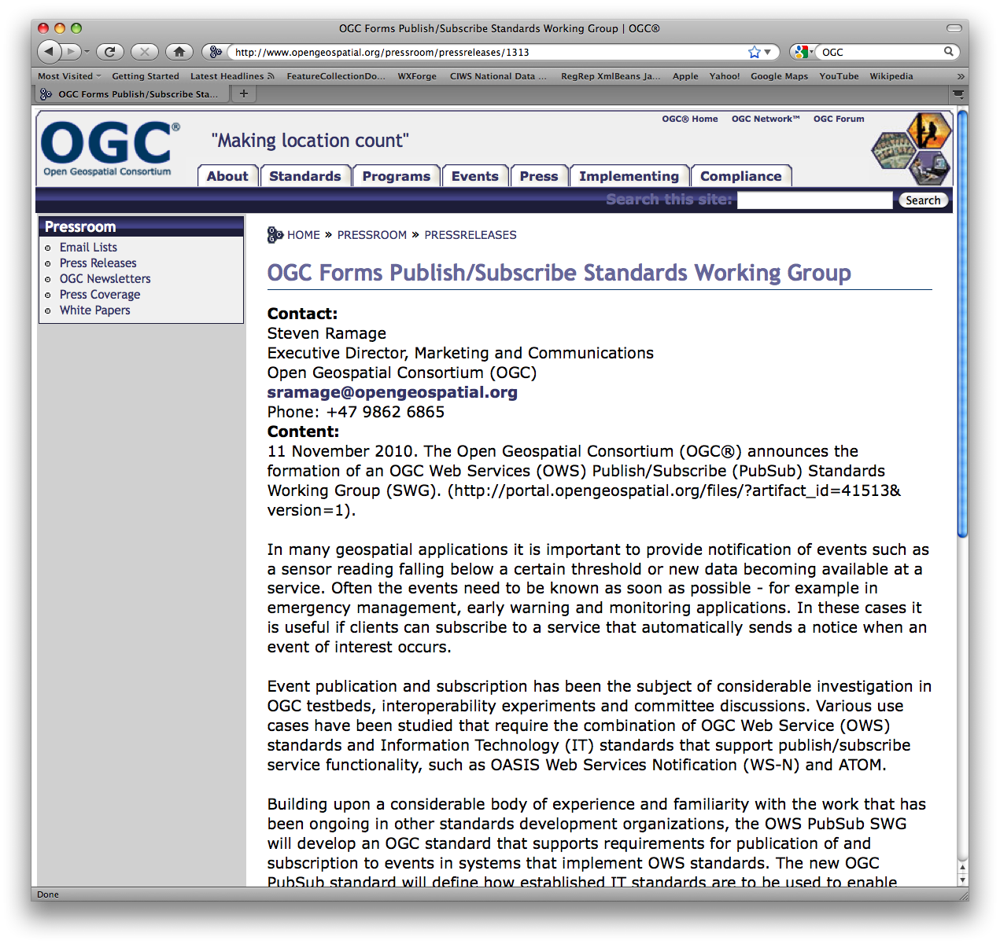 OGC Forms Publish/Subscribe Standards Working Group | OGC®
http://www.opengeospatial.org/pressroom/pressreleases/1313
OGC
Most Visited Getting Started Latest Headlines FeatureCollectionDo... WXForge CIWS National Data ... RegRep XmlBeans Ja... Apple Yahoo! Google Maps YouTube Wikipedia »
OGC Forms Publish/Subscribe Sta... +
OGC® Home OGC Network™ OGC Forum
OGC®
Open Geospatial Consortium
"Making location count"
About Standards Programs Events Press Implementing Compliance
Search this site: Search
Pressroom
Email Lists
Press Releases
OGC Newsletters
Press Coverage
White Papers
HOME » PRESSROOM » PRESSRELEASES
OGC Forms Publish/Subscribe Standards Working Group
Contact:
Steven Ramage
Executive Director, Marketing and Communications
Open Geospatial Consortium (OGC)
sramage@opengeospatial.org
Phone: +47 9862 6865
Content:
11 November 2010. The Open Geospatial Consortium (OGC®) announces the
formation of an OGC Web Services (OWS) Publish/Subscribe (PubSub) Standards
Working Group (SWG). (http://portal.opengeospatial.org/files/?artifact_id=41513&
version=1).
In many geospatial applications it is important to provide notification of events such as
a sensor reading falling below a certain threshold or new data becoming available at a
service. Often the events need to be known as soon as possible - for example in
emergency management, early warning and monitoring applications. In these cases it
is useful if clients can subscribe to a service that automatically sends a notice when an
event of interest occurs.
Event publication and subscription has been the subject of considerable investigation in
OGC testbeds, interoperability experiments and committee discussions. Various use
cases have been studied that require the combination of OGC Web Service (OWS)
standards and Information Technology (IT) standards that support publish/subscribe
service functionality, such as OASIS Web Services Notification (WS-N) and ATOM.
Building upon a considerable body of experience and familiarity with the work that has
been ongoing in other standards development organizations, the OWS PubSub SWG
will develop an OGC standard that supports requirements for publication of and
subscription to events in systems that implement OWS standards. The new OGC
PubSub standard will define how established IT standards are to be used to enable
Done